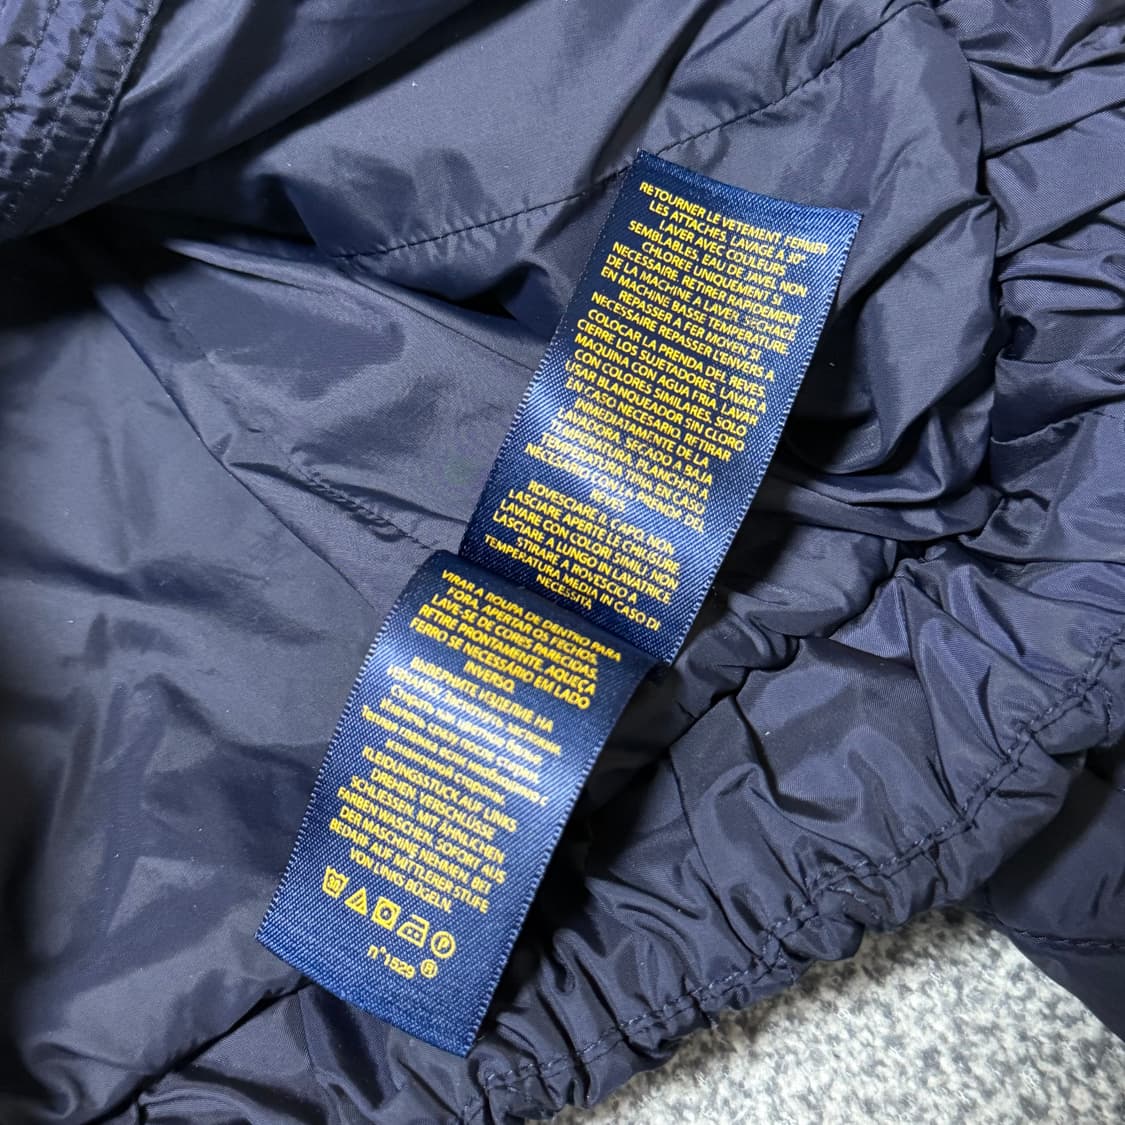 RETOURNER LE VETEMENT, FERMER
LES ATTACHES, LAVAGE A 30°
LAVER AVEC COULEURS
SEMBLABLES. EAU DE JAVEL NON
CHLOREE UNIQUEMENT SI
NECESSAIRE. RETIRER RAPIDEMENT
DE LA MACHINE A LAVER. SECHAGE
EN MACHINE BASSE TEMPERATURE
REPASSER A FER MOYEN SI
NECESSAIRE REPASSER L'ENVERS A
COLOCAR LA PRENDA DEL REVES.
CIERRE LOS SUJETADORES. LAVAR A
MAQUINA CON AGUA FRIA. LAVAR
CON COLORES SIMILARES. SOLO
USAR BLANQUEADOR SIN CLORO
EN CASO NECESARIO. RETIRAR
INMEDIATAMENTE DE LA
LAVADORA. SECADO A BAJA
TEMPERATURA. PLANCHAR A
TEMPERATURA TIBIA EN CASO
NECESARIO CON LA PRENDA DEL
REVES
ROVESCIARE IL CAPO. NON
LASCIARE APERTE LE CHIUSURE
LAVARE CON COLORI SIMILI. NON
LASCIARE A LUNGO IN LAVATRICE
STIRARE A ROVESCIO A
TEMPERATURA MEDIA IN CASO DI
NECESSITÀ
VIRAR A ROUPA DE DENTRO PARA
FORA. APERTAR OS FECHOS.
LAVE-SE DE CORES PARECIDAS.
RETIRE PRONTAMENTE. AQUEÇA
FERRO SE NECESSÁRIO EM LADO
INVERSO.
ВЫВЕРНИТЕ ИЗДЕЛИЕ НА
KLEIDUNGSSTÜCK AUF LINKS
DREHEN. VERSCHLÜSSE
SCHLIESSEN. MIT ÄHNLICHEN
FARBEN WASCHEN. SOFORT AUS
DER MASCHINE NEHMEN. BEI
BEDARF AUF MITTLERER STUFE
VON LINKS BÜGELN.
30 P
n°1529 ®